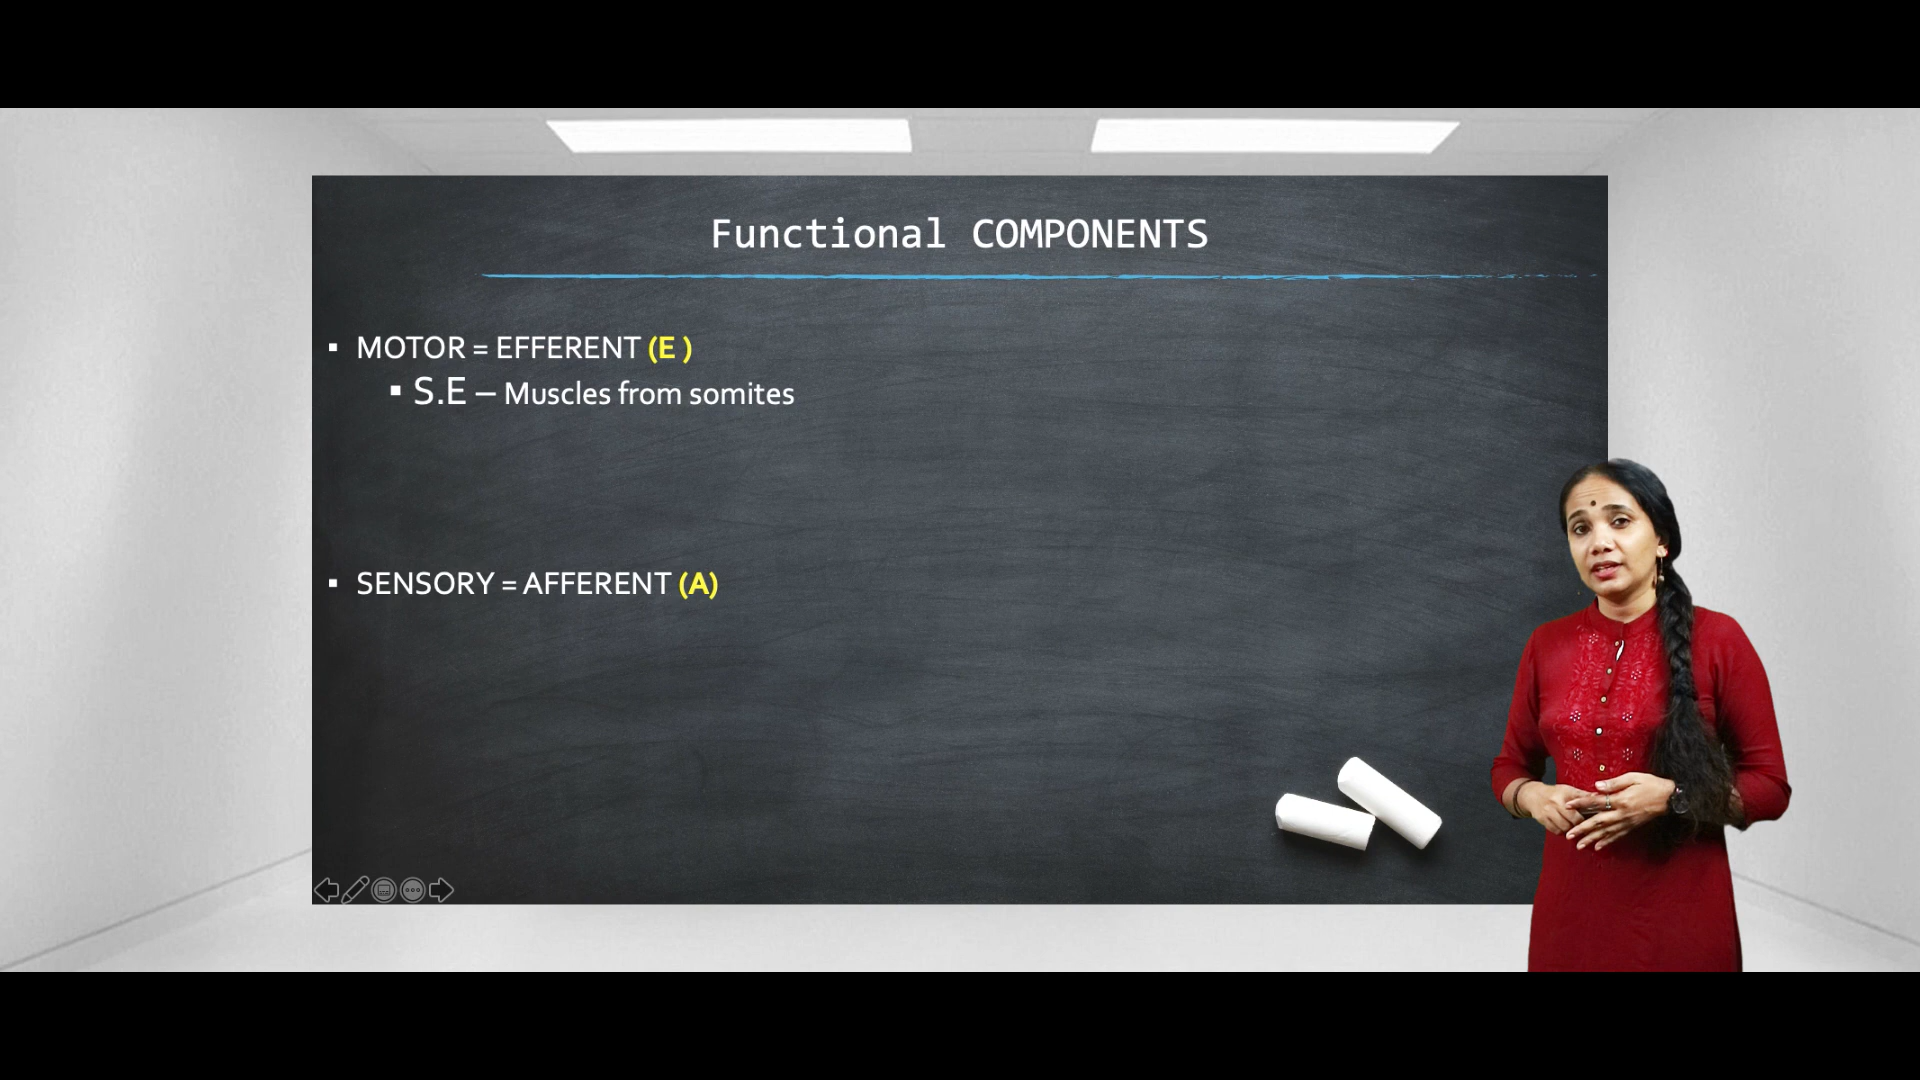 Functional COMPONENTS
▪ MOTOR = EFFERENT (E )
▪ S.E – Muscles from somites
▪ SENSORY = AFFERENT (A)